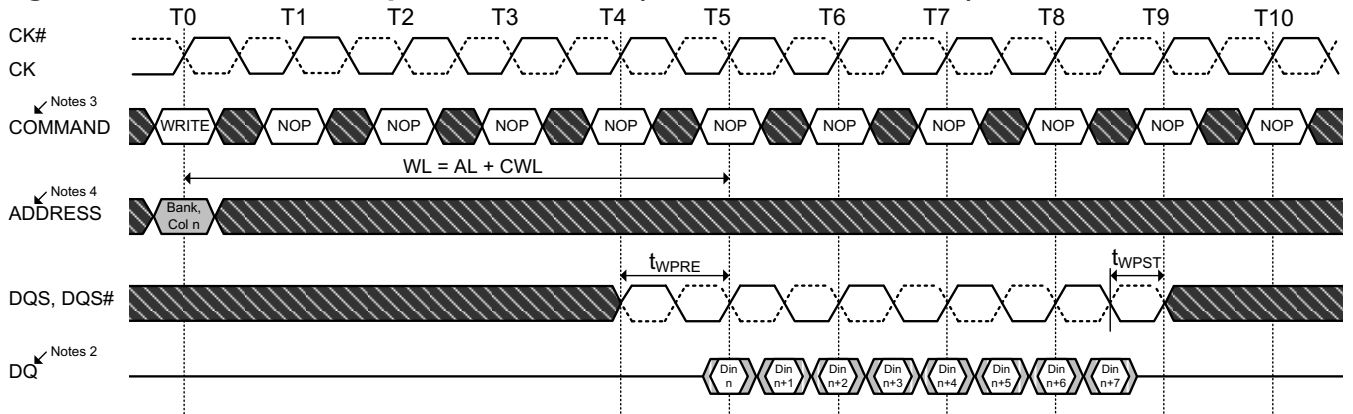 T0 T1 T2 T3 T4 T5 T6 T7 T8 T9 T10
CK#
CK
Notes 3
COMMAND WRITE NOP NOP NOP NOP NOP NOP NOP NOP NOP NOP
WL = AL + CWL
Notes 4
ADDRESS Bank,
Col n
tWPRE tWPST
DQS, DQS#
Notes 2
DQ Din Din Din Din Din Din Din Din
n n+1 n+2 n+3 n+4 n+5 n+6 n+7